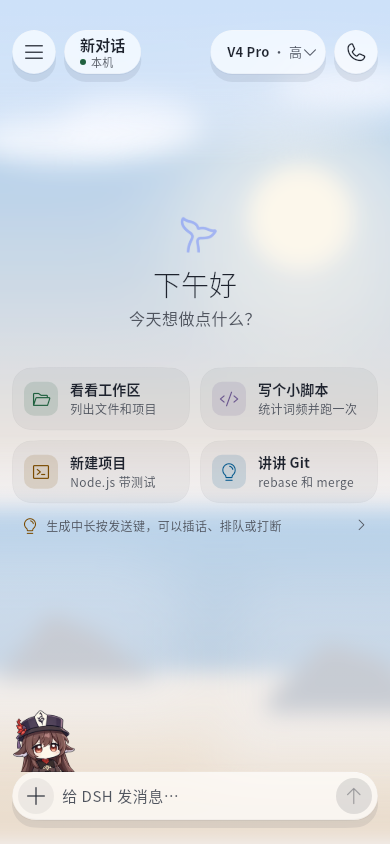 新对话
本机
V4 Pro · 高
下午好
今天想做点什么？
看看工作区
列出文件和项目
写个小脚本
统计词频并跑一次
新建项目
Node.js 带测试
讲讲 Git
rebase 和 merge
生成中长按发送键，可以插话、排队或打断
给 DSH 发消息…